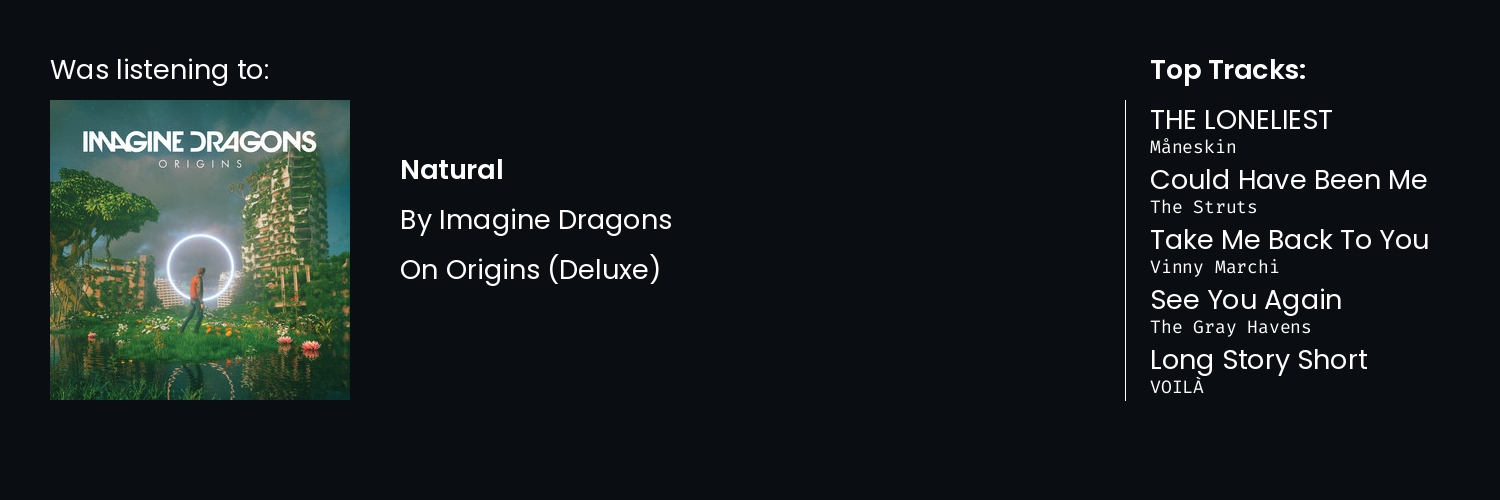 Was listening to:
IMAGINE DRAGONS
ORIGINS
Natural
By Imagine Dragons
On Origins (Deluxe)
Top Tracks:
THE LONELIEST
Måneskin
Could Have Been Me
The Struts
Take Me Back To You
Vinny Marchi
See You Again
The Gray Havens
Long Story Short
VOILÀ